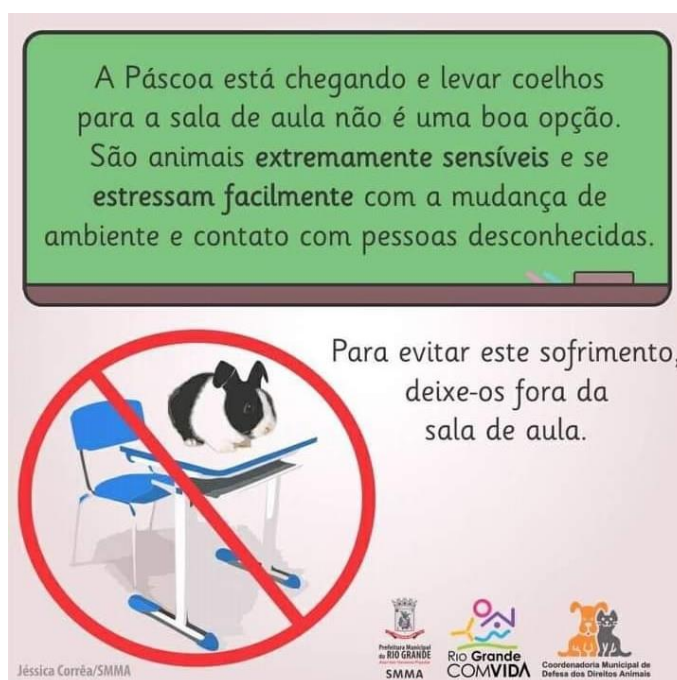 A Páscoa está chegando e levar coelhos
para a sala de aula não é uma boa opção.
São animais extremamente sensíveis e se
estressam facilmente com a mudança de
ambiente e contato com pessoas desconhecidas.
Para evitar este sofrimento,
deixe-os fora da
sala de aula.
Jéssica Corrêa/SMMA
Prefeitura Municipal
do RIO GRANDE
SMMA
Rio Grande
COMVIDA
Coordenadoria Municipal de
Defesa dos Direitos Animais